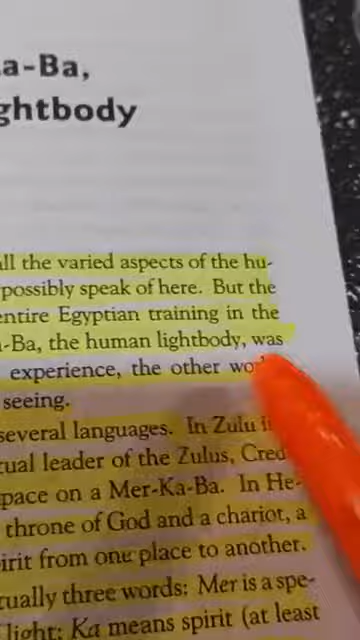 a-Ba,
ghtbody
ll the varied aspects of the hu-
possibly speak of here. But the
entire Egyptian training in the
-Ba, the human lightbody, was
experience, the other
seeing.
several languages. In Zulu
tual leader of the Zulus, Cred
pace on a Mer-Ka-Ba. In He-
throne of God and a chariot, a
irit from one place to another.
tually three words: Mer is a spe-
light; Ka means spirit (at least